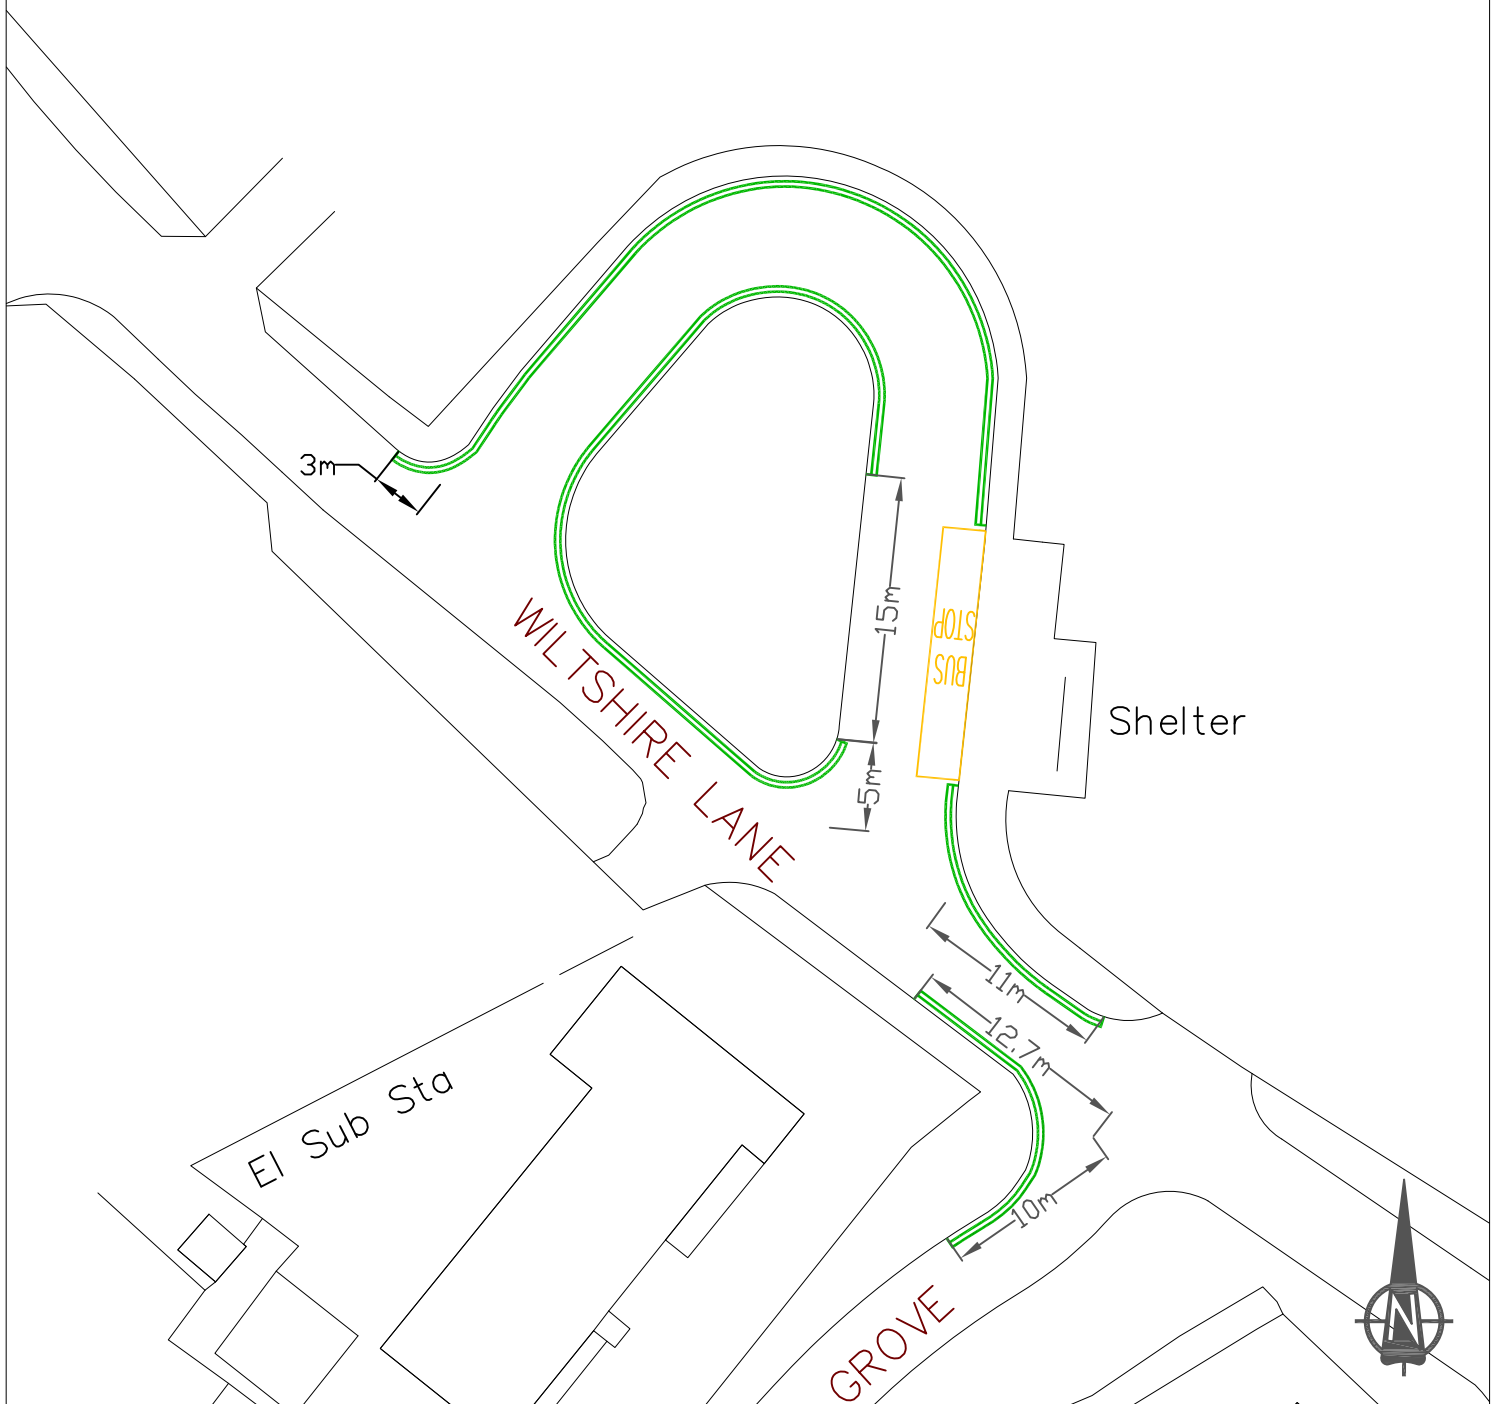 3m
15m
STOP
BUS
WILTSHIRE LANE
Shelter
5m
11m
12.7m
El Sub Sta
10m
GROVE
N